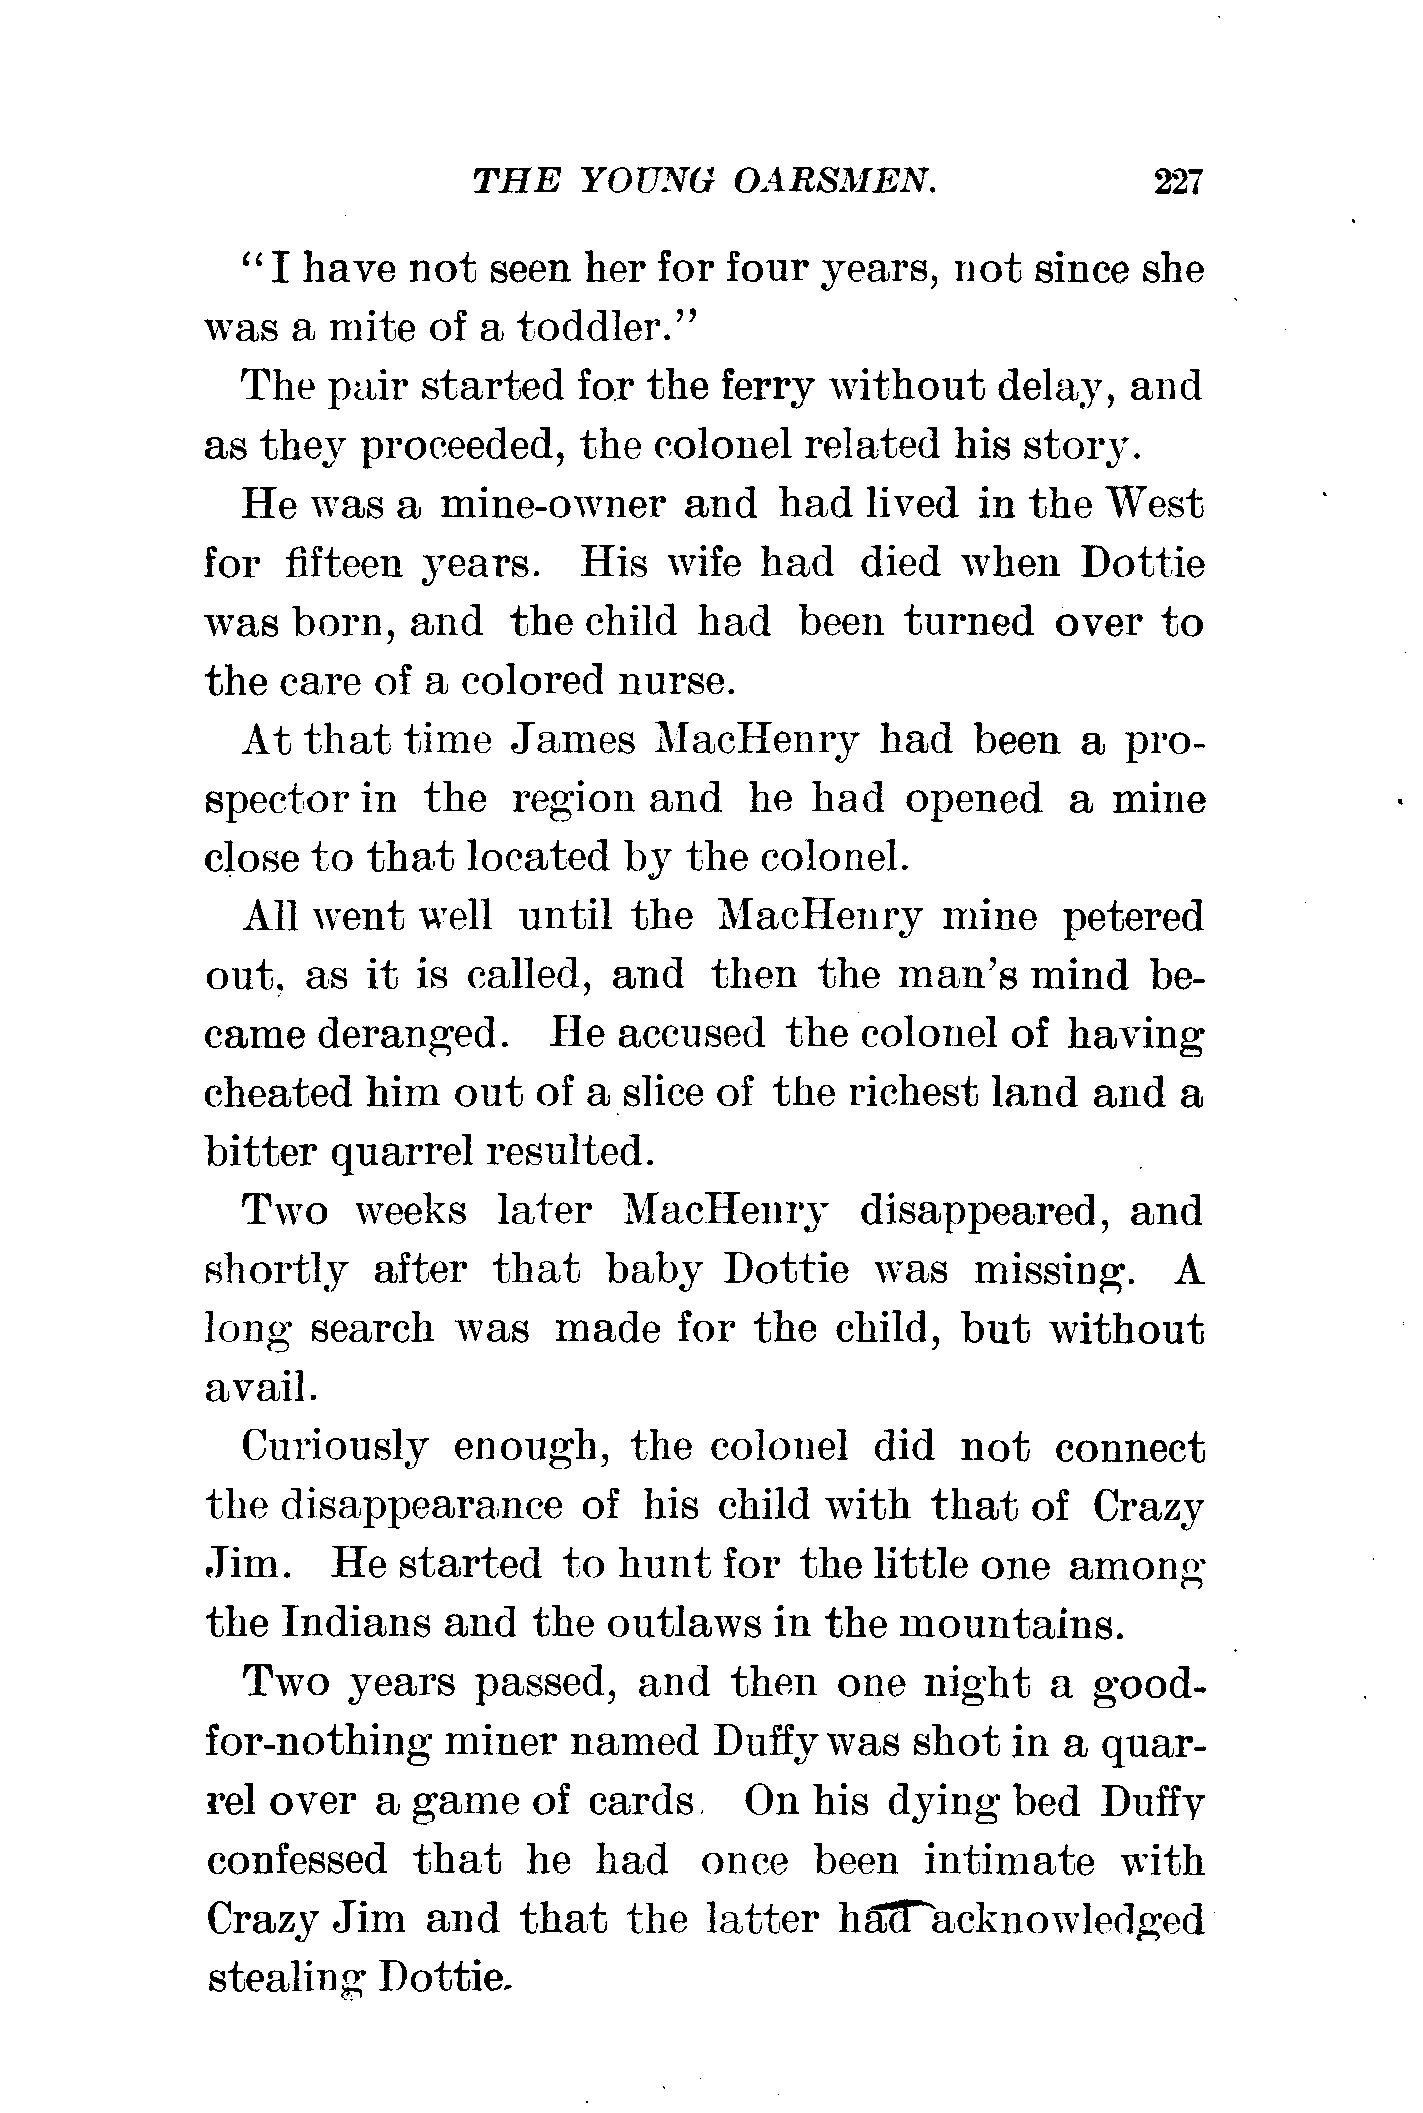 THE YOUNG OARSMEN. 227
"I have not seen her for four years, not since she
was a mite of a toddler."
The pair started for the ferry without delay, and
as they proceeded, the colonel related his story.
He was a mine-owner and had lived in the West
for fifteen years. His wife had died when Dottie
was born, and the child had been turned over to
the care of a colored nurse.
At that time James MacHenry had been a pro-
spector in the region and he had opened a mine
close to that located by the colonel.
All went well until the MacHenry mine petered
out, as it is called, and then the man's mind be-
came deranged. He accused the colonel of having
cheated him out of a slice of the richest land and a
bitter quarrel resulted.
Two weeks later MacHenry disappeared, and
shortly after that baby Dottie was missing. A
long search was made for the child, but without
avail.
Curiously enough, the colonel did not connect
the disappearance of his child with that of Crazy
Jim. He started to hunt for the little one among
the Indians and the outlaws in the mountains.
Two years passed, and then one night a good-
for-nothing miner named Duffy was shot in a quar-
rel over a game of cards. On his dying bed Duffy
confessed that he had once been intimate with
Crazy Jim and that the latter had acknowledged
stealing Dottie.